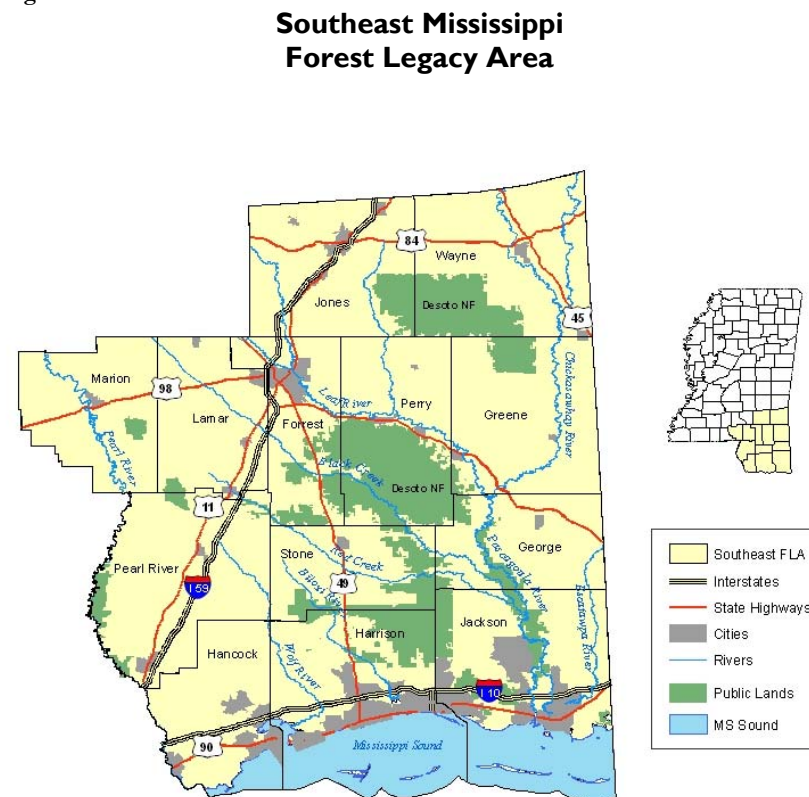 g
Southeast Mississippi
Forest Legacy Area
84
Wayne
Jones
Desoto NF
45
Marion
98
Lamar
Forrest
Leaf River
Perry
Greene
Chickasawhay River
Pearl River
Black Creek
Desoto NF
11
Pearl River
I 59
Stone
Red Creek
Biloxi River
49
George
Pascagoula River
Escatawpa River
Hancock
Wolf River
Harrison
Jackson
I 10
90
Mississippi Sound
Southeast FLA
Interstates
State Highways
Cities
Rivers
Public Lands
MS Sound